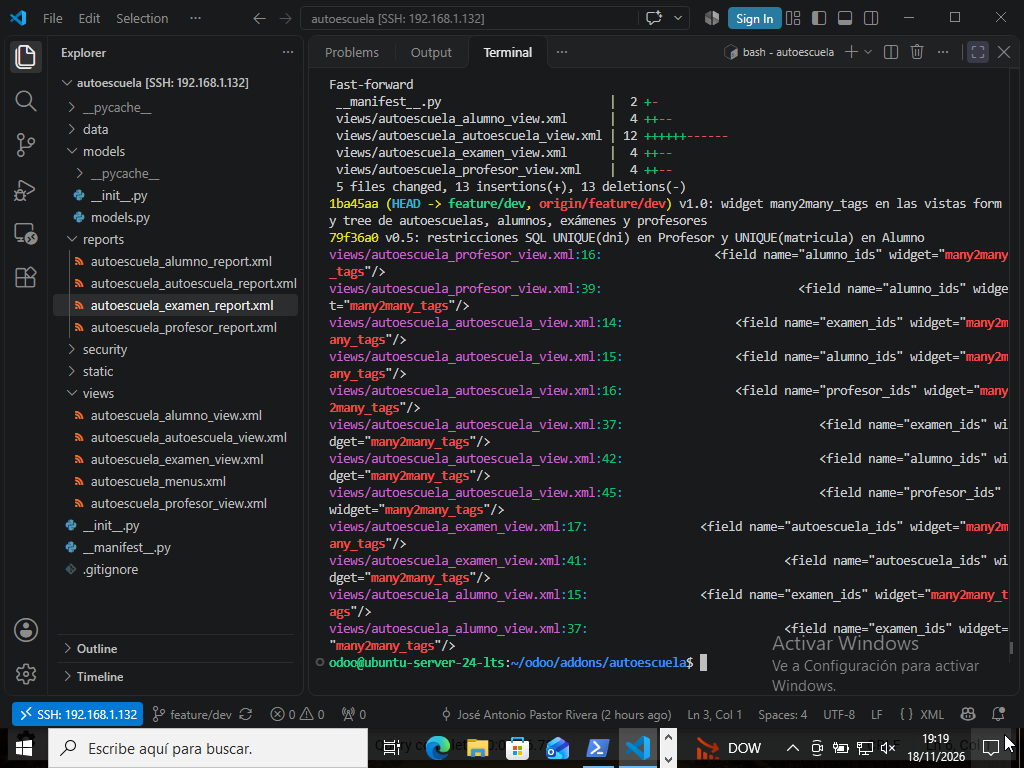 File Edit Selection ··· autoescuela [SSH: 192.168.1.132] Sign In
Explorer ···
autoescuela [SSH: 192.168.1.132]
__pycache__
data
models
__pycache__
__init__.py
models.py
reports
autoescuela_alumno_report.xml
autoescuela_autoescuela_report.xml
autoescuela_examen_report.xml
autoescuela_profesor_report.xml
security
static
views
autoescuela_alumno_view.xml
autoescuela_autoescuela_view.xml
autoescuela_examen_view.xml
autoescuela_menus.xml
autoescuela_profesor_view.xml
__init__.py
__manifest__.py
.gitignore
Outline
Timeline
Problems Output Terminal ··· bash - autoescuela ···
Fast-forward
__manifest__.py | 2 +-
views/autoescuela_alumno_view.xml | 4 ++--
views/autoescuela_autoescuela_view.xml | 12 ++++++------
views/autoescuela_examen_view.xml | 4 ++--
views/autoescuela_profesor_view.xml | 4 ++--
5 files changed, 13 insertions(+), 13 deletions(-)
1ba45aa (HEAD -> feature/dev, origin/feature/dev) v1.0: widget many2many_tags en las vistas form
y tree de autoescuelas, alumnos, exámenes y profesores
79f36a0 v0.5: restricciones SQL UNIQUE(dni) en Profesor y UNIQUE(matricula) en Alumno
views/autoescuela_profesor_view.xml:16: <field name="alumno_ids" widget="many2many
_tags"/>
views/autoescuela_profesor_view.xml:39: <field name="alumno_ids" widge
t="many2many_tags"/>
views/autoescuela_autoescuela_view.xml:14: <field name="examen_ids" widget="many2m
any_tags"/>
views/autoescuela_autoescuela_view.xml:15: <field name="alumno_ids" widget="many2m
any_tags"/>
views/autoescuela_autoescuela_view.xml:16: <field name="profesor_ids" widget="many
2many_tags"/>
views/autoescuela_autoescuela_view.xml:37: <field name="examen_ids" wi
dget="many2many_tags"/>
views/autoescuela_autoescuela_view.xml:42: <field name="alumno_ids" wi
dget="many2many_tags"/>
views/autoescuela_autoescuela_view.xml:45: <field name="profesor_ids"
widget="many2many_tags"/>
views/autoescuela_examen_view.xml:17: <field name="autoescuela_ids" widget="many2m
any_tags"/>
views/autoescuela_examen_view.xml:41: <field name="autoescuela_ids" wi
dget="many2many_tags"/>
views/autoescuela_alumno_view.xml:15: <field name="examen_ids" widget="many2many_t
ags"/>
views/autoescuela_alumno_view.xml:37: <field name="examen_ids" widget=
"many2many_tags"/>
odoo@ubuntu-server-24-lts:~/odoo/addons/autoescuela$
Activar Windows
Ve a Configuración para activar
Windows.
SSH: 192.168.1.132 feature/dev 0 0 0 José Antonio Pastor Rivera (2 hours ago) Ln 3, Col 1 Spaces: 4 UTF-8 LF { } XML
Escribe aquí para buscar. DOW 19:19
18/11/2026